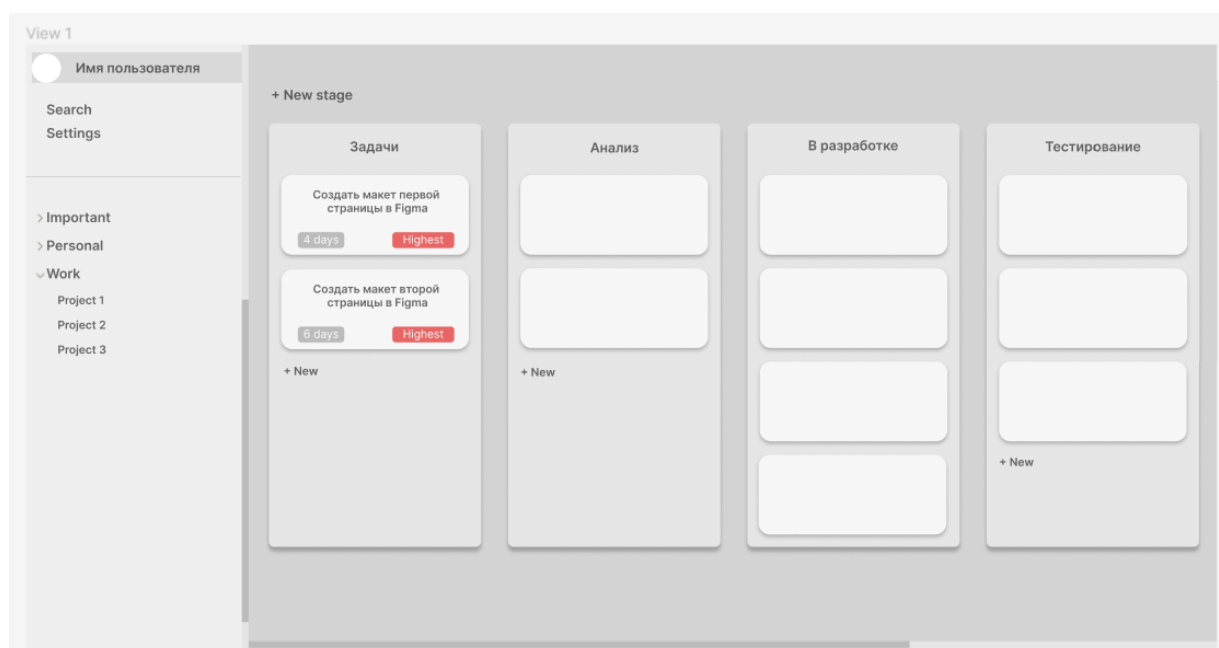 View 1
Имя пользователя
Search
Settings
> Important
> Personal
Work
Project 1
Project 2
Project 3
+ New stage
Задачи
Создать макет первой
страницы в Figma
4 days
Highest
Создать макет второй
страницы в Figma
6 days
Highest
+ New
Анализ
+ New
В разработке
Тестирование
+ New